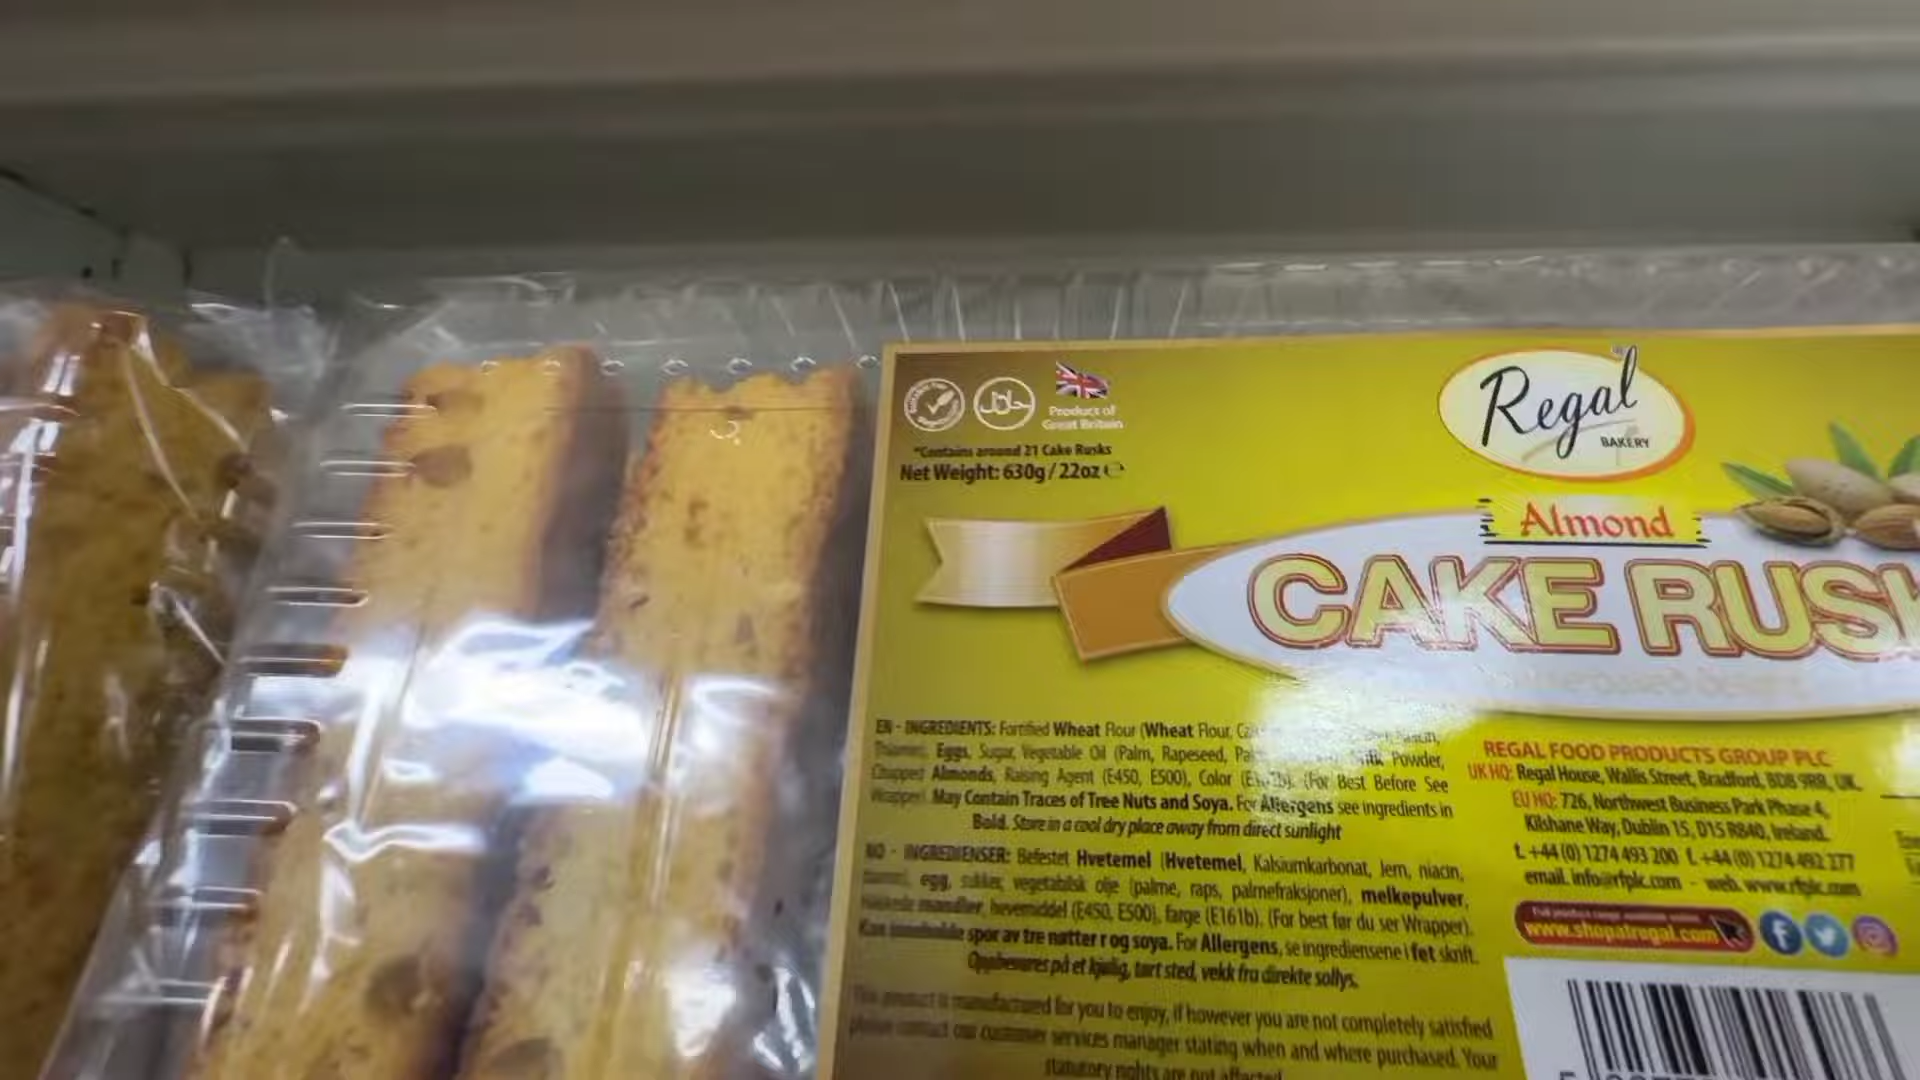 Regal
BAKERY
حلال
Product of
Great Britain
*Contains around 21 Cake Rusks
Net Weight: 630g / 22oz ℮
Almond
CAKE RUSK
EN - INGREDIENTS: Fortified Wheat Flour (Wheat Flour,
Eggs, Sugar, Vegetable Oil (Palm, Rapeseed, Powder,
Chopped Almonds, Raising Agent (E450, E500), Color (For Best Before See
Wrapper). May Contain Traces of Tree Nuts and Soya. For Allergens see ingredients in
Bold. Store in a cool dry place away from direct sunlight
NO - INGREDIENSER: Befestet Hvetemel (Hvetemel, Kalsiumkarbonat, Jern, niacin,
egg, sukker, vegetabilsk olje (palme, raps, palmefraksjoner), melkepulver,
hakkede mandler, hevemiddel (E450, E500), farge (E161b). (For best før du ser Wrapper).
Kan inneholde spor av tre nøtter r og soya. For Allergens, se ingrediensene i fet skrift.
Oppbevares på et kjølig, tørt sted, vekk fra direkte sollys.
This product is manufactured for you to enjoy, if however you are not completely satisfied
please contact our customer services manager stating when and where purchased. Your
statutory rights are not affected.
REGAL FOOD PRODUCTS GROUP PLC
UK HQ: Regal House, Wallis Street, Bradford, BD8 9RR, UK.
EU HQ: 726, Northwest Business Park Phase 4,
Kilshane Way, Dublin 15, D15 R840, Ireland.
t. +44 (0) 1274 493 200 f. +44 (0) 1274 492 277
email. info@rfplc.com - web. www.rfplc.com
www.shopatregal.com